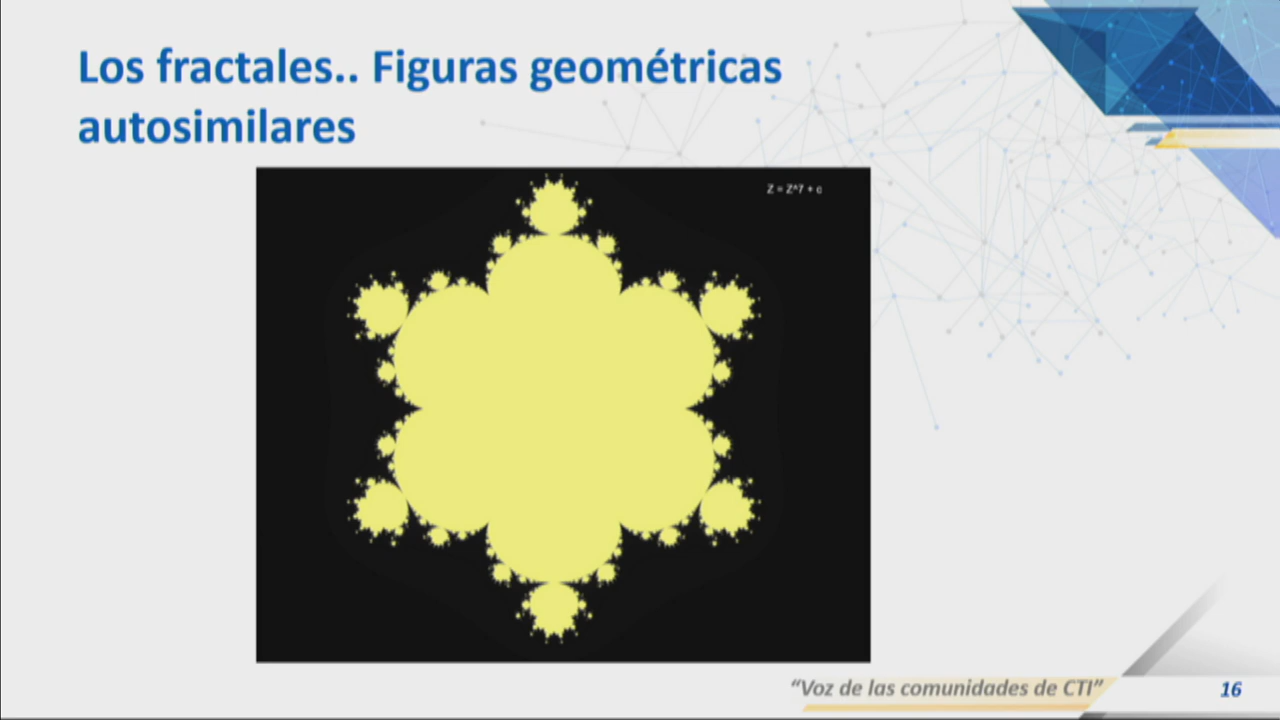 Los fractales.. Figuras geométricas
autosimilares
Z = Z^7 + c
“Voz de las comunidades de CTI”
16